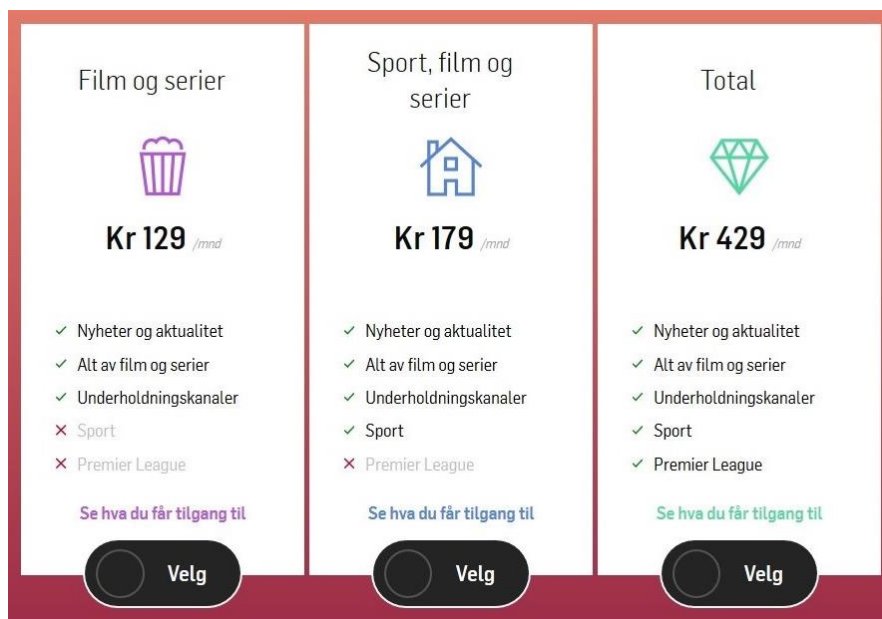 Film og serier
Kr 129 /mnd
Nyheter og aktualitet
Alt av film og serier
Underholdningskanaler
Sport
Premier League
Se hva du får tilgang til
Velg
Sport, film og
serier
Kr 179 /mnd
Nyheter og aktualitet
Alt av film og serier
Underholdningskanaler
Sport
Premier League
Se hva du får tilgang til
Velg
Total
Kr 429 /mnd
Nyheter og aktualitet
Alt av film og serier
Underholdningskanaler
Sport
Premier League
Se hva du får tilgang til
Velg